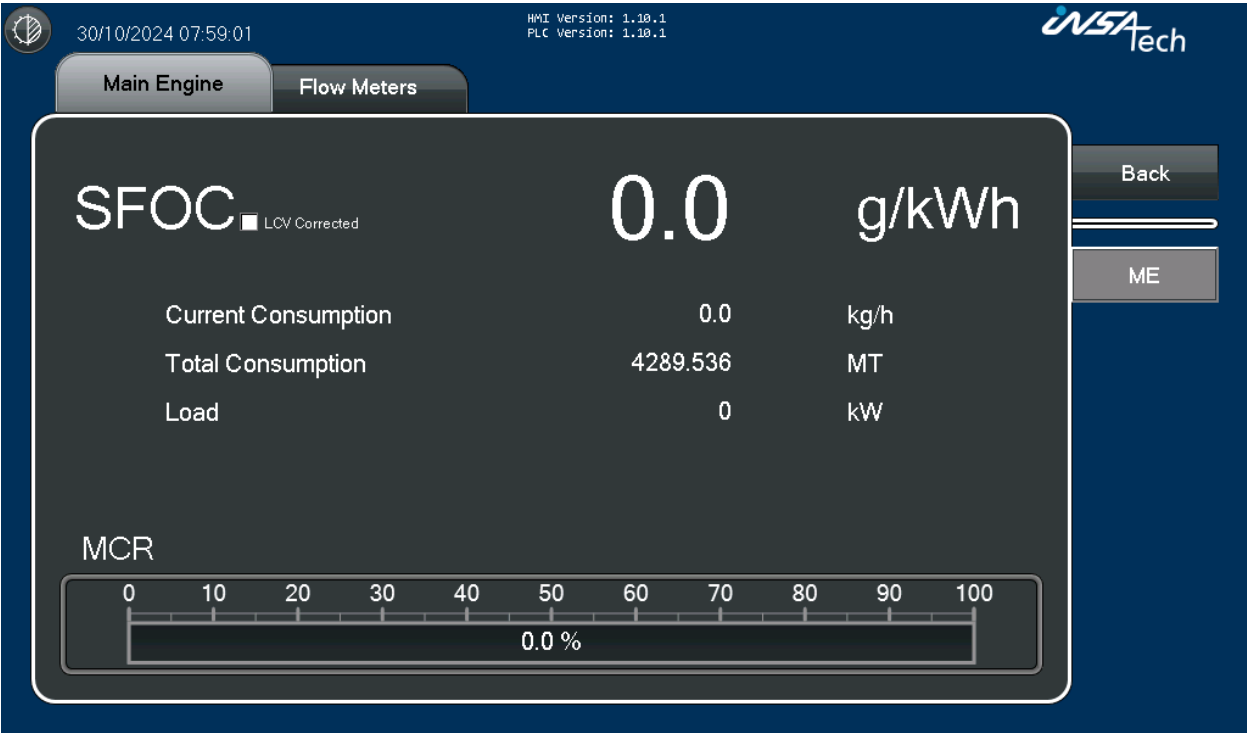 30/10/2024 07:59:01
HMI Version: 1.10.1
PLC Version: 1.10.1
iNSATech
Main Engine
Flow Meters
Back
ME
SFOC LCV Corrected 0.0 g/kWh
Current Consumption 0.0 kg/h
Total Consumption 4289.536 MT
Load 0 kW
MCR
0 10 20 30 40 50 60 70 80 90 100
0.0 %